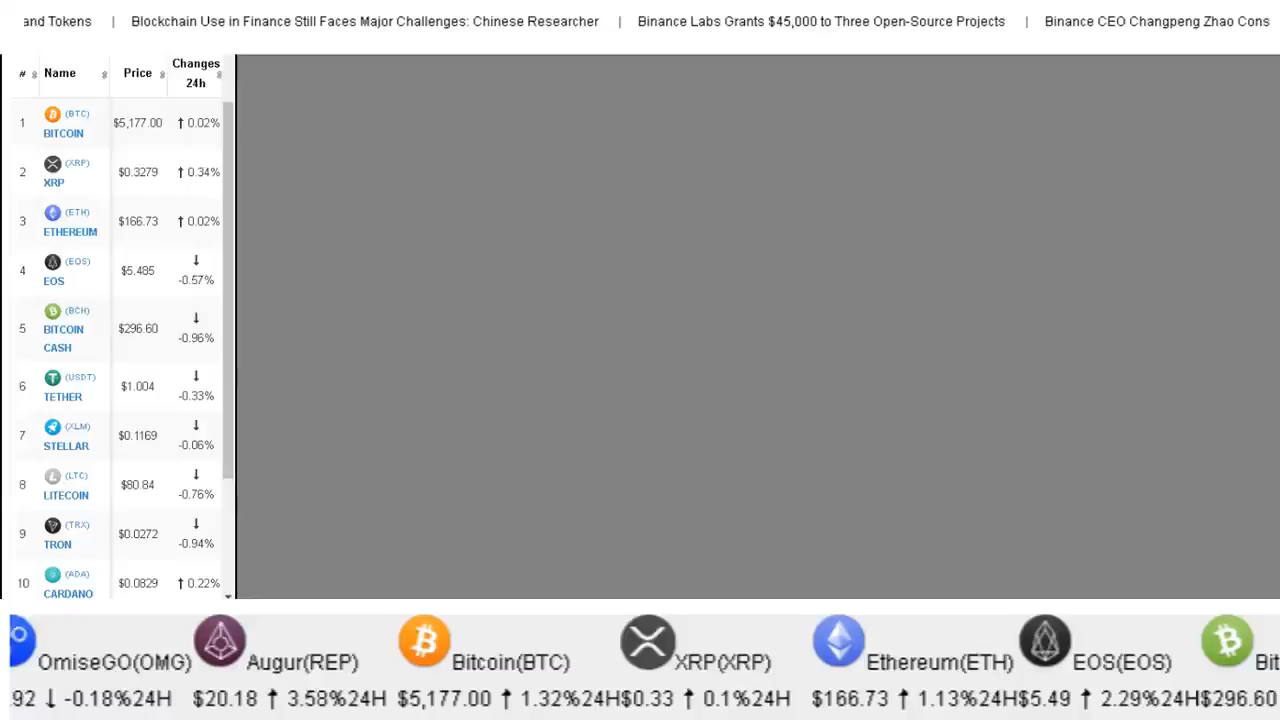 and Tokens | Blockchain Use in Finance Still Faces Major Challenges: Chinese Researcher | Binance Labs Grants $45,000 to Three Open-Source Projects | Binance CEO Changpeng Zhao Cons
# Name Price Changes 24h
1 (BTC) BITCOIN $5,177.00 ↑ 0.02%
2 (XRP) XRP $0.3279 ↑ 0.34%
3 (ETH) ETHEREUM $166.73 ↑ 0.02%
4 (EOS) EOS $5.485 ↓ -0.57%
5 (BCH) BITCOIN CASH $296.60 ↓ -0.96%
6 (USDT) TETHER $1.004 ↓ -0.33%
7 (XLM) STELLAR $0.1169 ↓ -0.06%
8 (LTC) LITECOIN $80.84 ↓ -0.76%
9 (TRX) TRON $0.0272 ↓ -0.94%
10 (ADA) CARDANO $0.0829 ↑ 0.22%
OmiseGO(OMG) Augur(REP) Bitcoin(BTC) XRP(XRP) Ethereum(ETH) EOS(EOS) Bit
.92 ↓ -0.18%24H $20.18 ↑ 3.58%24H $5,177.00 ↑ 1.32%24H $0.33 ↑ 0.1%24H $166.73 ↑ 1.13%24H $5.49 ↑ 2.29%24H $296.60